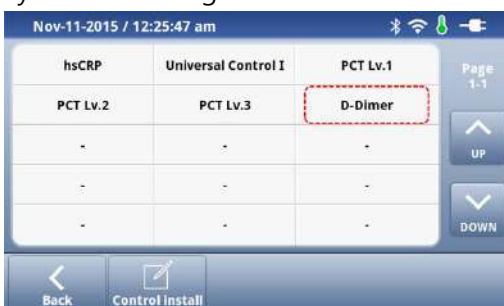 Nov-11-2015 / 12:25:47 am
hsCRP Universal Control I PCT Lv.1
PCT Lv.2 PCT Lv.3 D-Dimer
- - -
- - -
- - -
Page
1-1
UP
DOWN
Back Control install